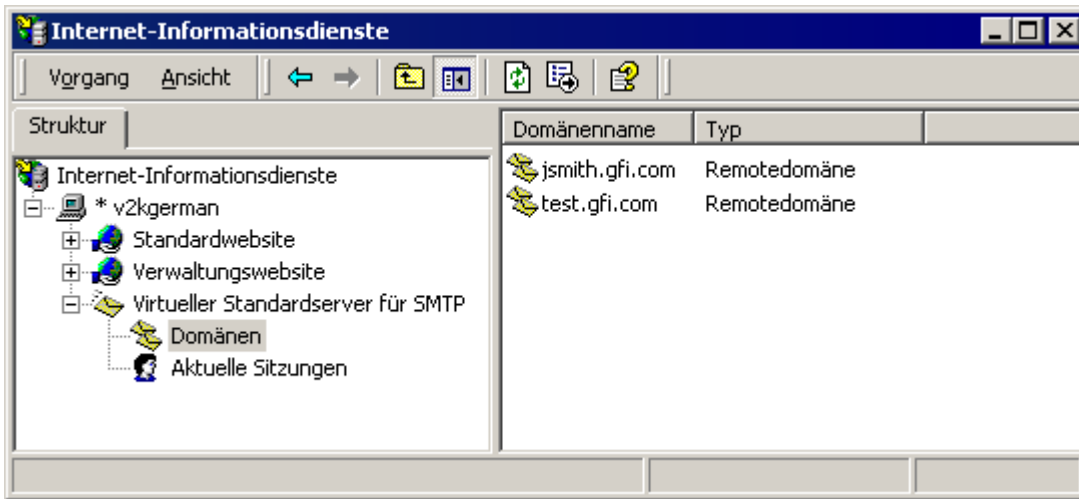 Internet-Informationsdienste
Vorgang Ansicht
Struktur
Internet-Informationsdienste
* v2kgerman
Standardwebsite
Verwaltungswebsite
Virtueller Standardserver für SMTP
Domänen
Aktuelle Sitzungen
Domänenname Typ
jsmith.gfi.com Remotedomäne
test.gfi.com Remotedomäne